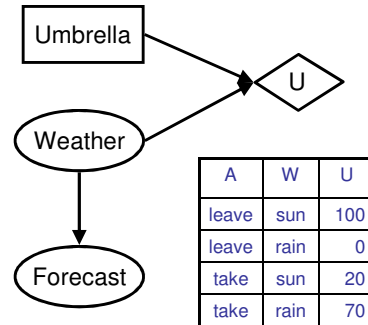 Umbrella
U
Weather
Forecast
A W U
leave sun 100
leave rain 0
take sun 20
take rain 70